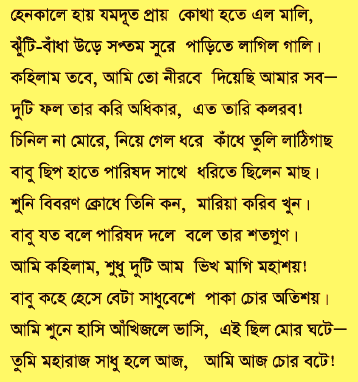 হেনকালে হায় যমদূত প্রায় কোথা হতে এল মালি,
ঝুঁটি-বাঁধা উড়ে সপ্তম সুরে পাড়িতে লাগিল গালি।
কহিলাম তবে, আমি তো নীরবে দিয়েছি আমার সব—
দুটি ফল তার করি অধিকার, এত তারি কলরব!
চিনিল না মোরে, নিয়ে গেল ধরে কাঁধে তুলি লাঠিগাছ
বাবু ছিপ হাতে পারিষদ সাথে ধরিতে ছিলেন মাছ।
শুনি বিবরণ ক্রোধে তিনি কন, মারিয়া করিব খুন।
বাবু যত বলে পারিষদ দলে বলে তার শতগুণ।
আমি কহিলাম, শুধু দুটি আম ভিখ মাগি মহাশয়!
বাবু কহে হেসে বেটা সাধুবেশে পাকা চোর অতিশয়।
আমি শুনে হাসি আঁখিজলে ভাসি, এই ছিল মোর ঘটে—
তুমি মহারাজ সাধু হলে আজ, আমি আজ চোর বটে!